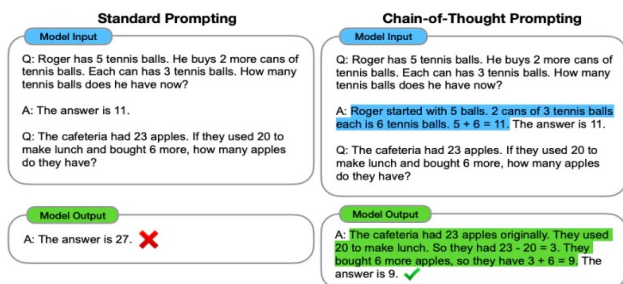 Standard Prompting
Model Input
Q: Roger has 5 tennis balls. He buys 2 more cans of
tennis balls. Each can has 3 tennis balls. How many
tennis balls does he have now?
A: The answer is 11.
Q: The cafeteria had 23 apples. If they used 20 to
make lunch and bought 6 more, how many apples
do they have?
Model Output
A: The answer is 27.
Chain-of-Thought Prompting
Model Input
Q: Roger has 5 tennis balls. He buys 2 more cans of
tennis balls. Each can has 3 tennis balls. How many
tennis balls does he have now?
A: Roger started with 5 balls. 2 cans of 3 tennis balls
each is 6 tennis balls. 5 + 6 = 11. The answer is 11.
Q: The cafeteria had 23 apples. If they used 20 to
make lunch and bought 6 more, how many apples
do they have?
Model Output
A: The cafeteria had 23 apples originally. They used
20 to make lunch. So they had 23 - 20 = 3. They
bought 6 more apples, so they have 3 + 6 = 9. The
answer is 9.